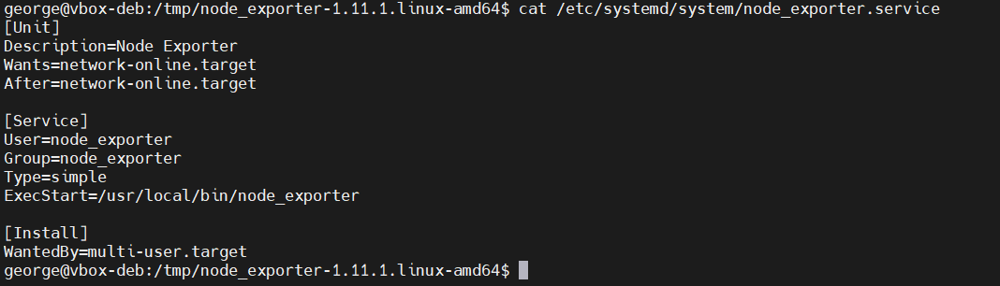 george@vbox-deb:/tmp/node_exporter-1.11.1.linux-amd64$ cat /etc/systemd/system/node_exporter.service
[Unit]
Description=Node Exporter
Wants=network-online.target
After=network-online.target

[Service]
User=node_exporter
Group=node_exporter
Type=simple
ExecStart=/usr/local/bin/node_exporter

[Install]
WantedBy=multi-user.target
george@vbox-deb:/tmp/node_exporter-1.11.1.linux-amd64$